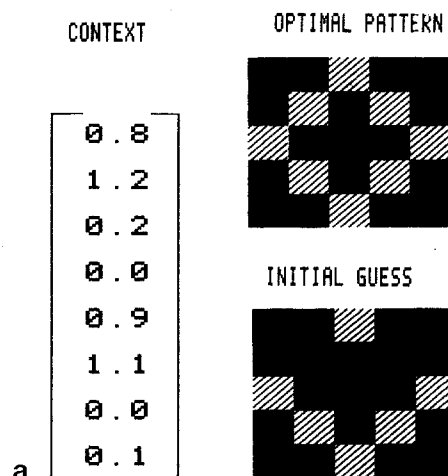 CONTEXT
0.8
1.2
0.2
0.0
0.9
1.1
0.0
0.1
a
OPTIMAL PATTERN
INITIAL GUESS